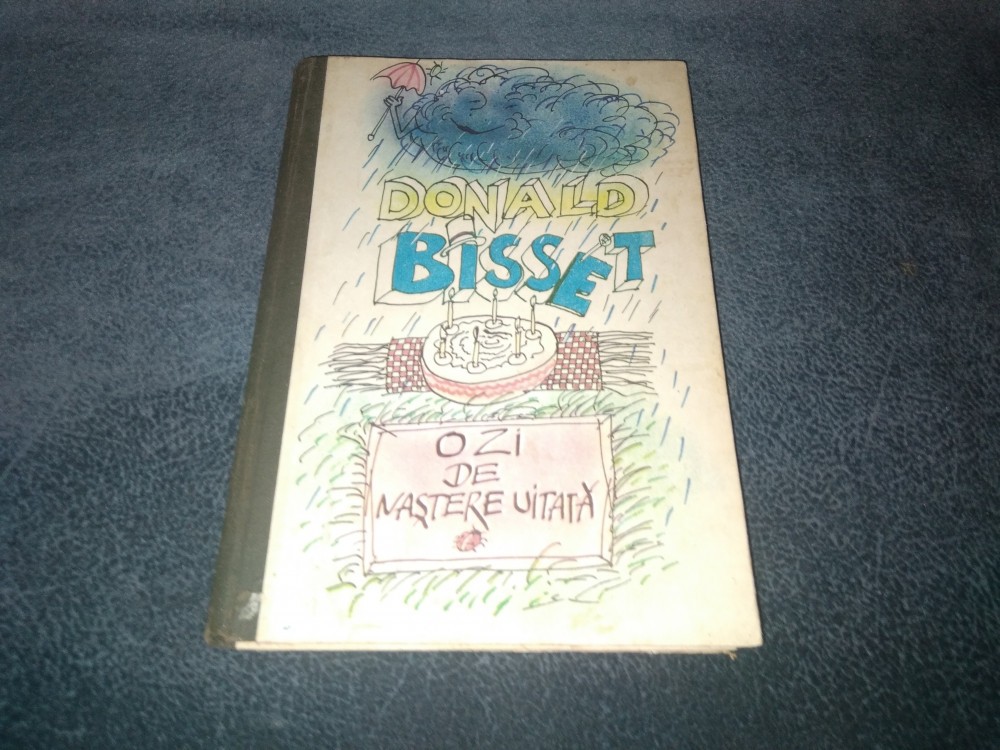 DONALD
BiSSET
O Zi
DE
NAȘTERE UiTATĂ